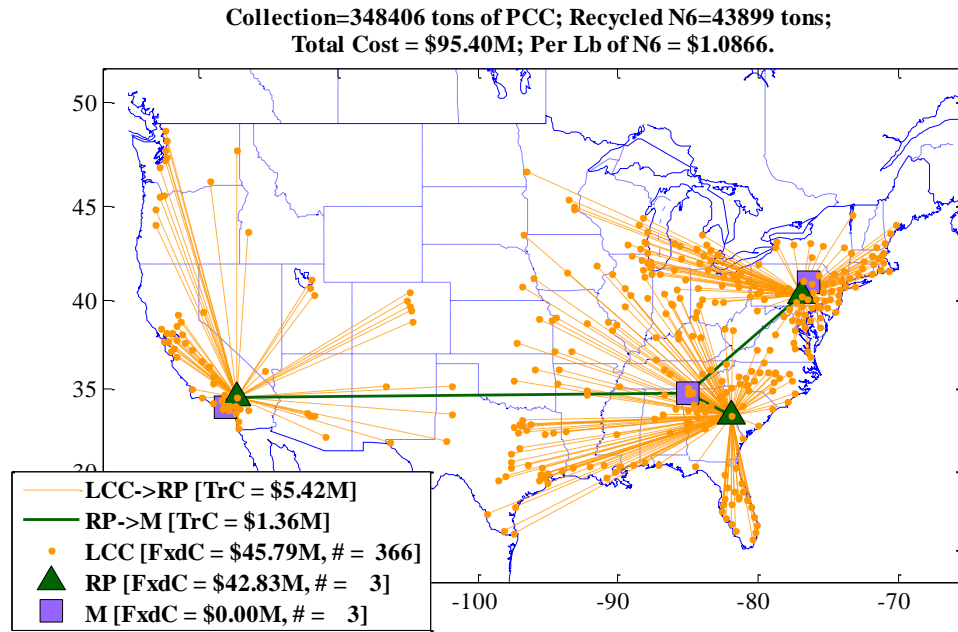 Collection=348406 tons of PCC; Recycled N6=43899 tons;
Total Cost = $95.40M; Per Lb of N6 = $1.0866.
50
45
40
35
30
LCC->RP [TrC = $5.42M]
RP->M [TrC = $1.36M]
LCC [FxdC = $45.79M, # = 366]
RP [FxdC = $42.83M, # = 3]
M [FxdC = $0.00M, # = 3]
-100 -90 -80 -70